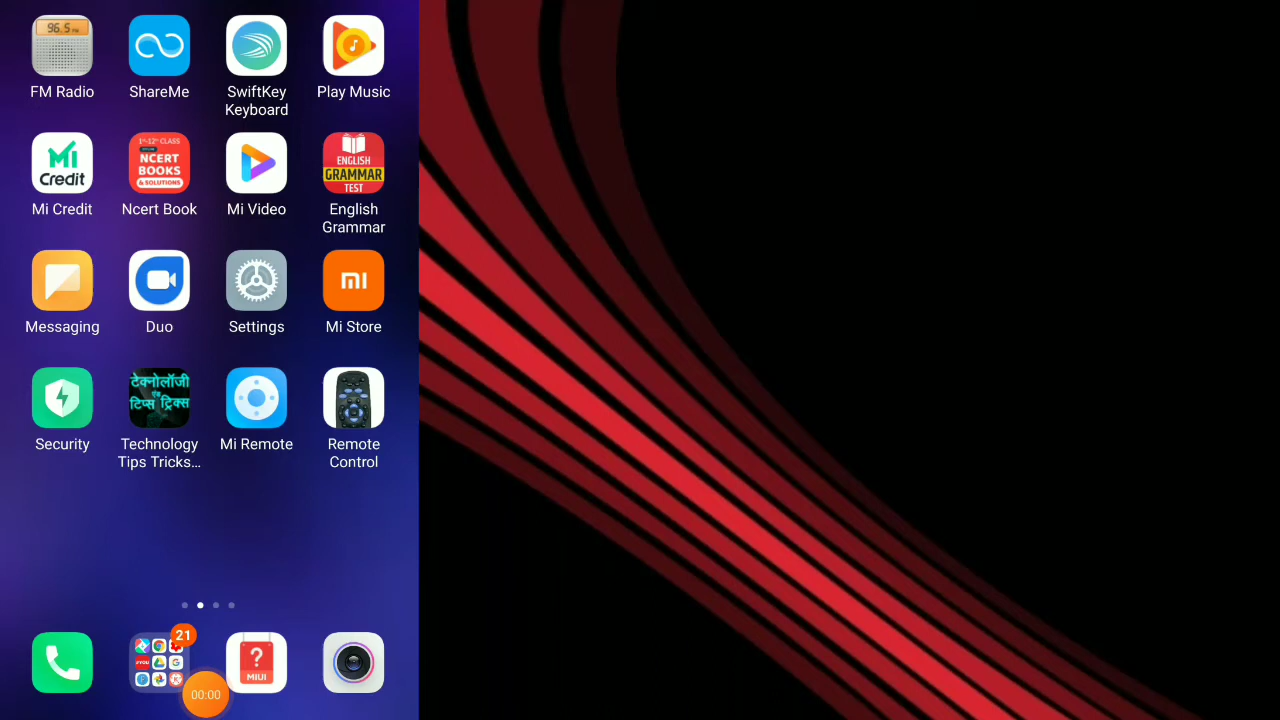 96.5
FM Radio
ShareMe
SwiftKey
Keyboard
Play Music
Mi
Credit
Mi Credit
1st-12th CLASS
NCERT
BOOKS
& SOLUTIONS
Ncert Book
Mi Video
ENGLISH
GRAMMAR
TEST
English
Grammar
Messaging
Duo
Settings
mi
Mi Store
Security
टेक्नोलॉजी
एंड
टिप्स ट्रिक्स
Technology
Tips Tricks...
Mi Remote
Remote
Control
21
?
MIUI
00:00